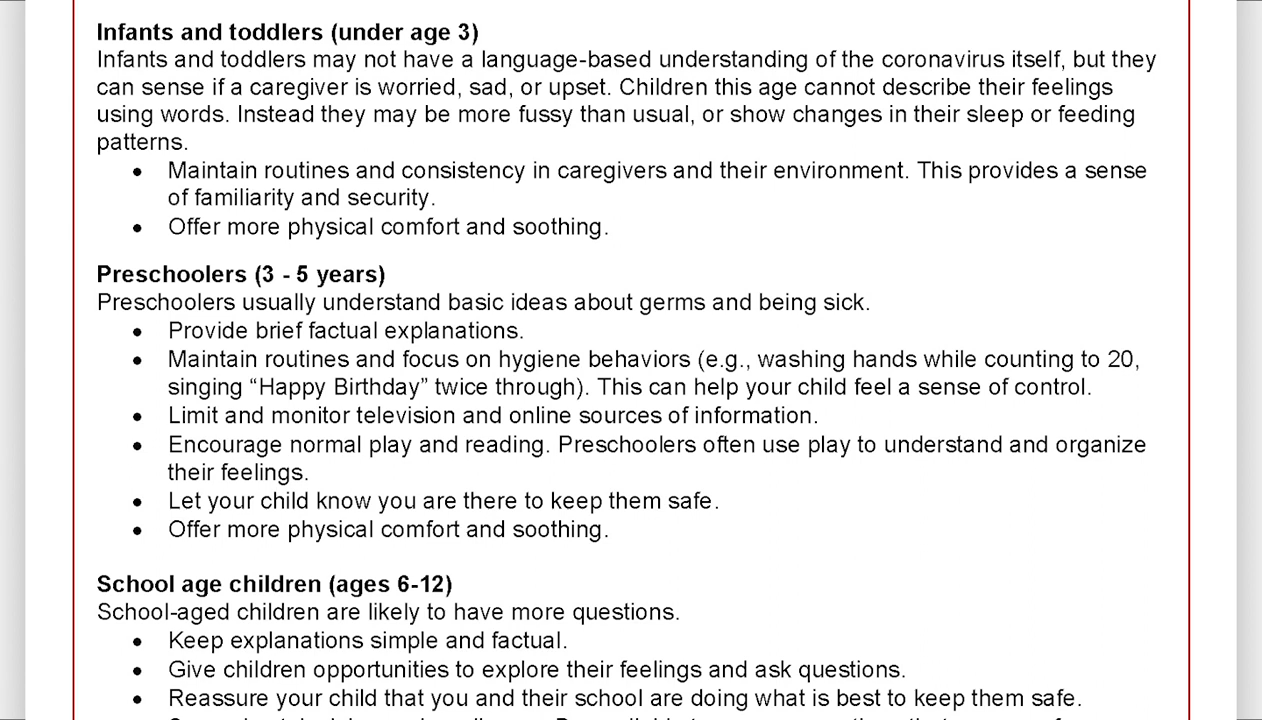 Infants and toddlers (under age 3)
Infants and toddlers may not have a language-based understanding of the coronavirus itself, but they
can sense if a caregiver is worried, sad, or upset. Children this age cannot describe their feelings
using words. Instead they may be more fussy than usual, or show changes in their sleep or feeding
patterns.
• Maintain routines and consistency in caregivers and their environment. This provides a sense
of familiarity and security.
• Offer more physical comfort and soothing.
Preschoolers (3 - 5 years)
Preschoolers usually understand basic ideas about germs and being sick.
• Provide brief factual explanations.
• Maintain routines and focus on hygiene behaviors (e.g., washing hands while counting to 20,
singing “Happy Birthday” twice through). This can help your child feel a sense of control.
• Limit and monitor television and online sources of information.
• Encourage normal play and reading. Preschoolers often use play to understand and organize
their feelings.
• Let your child know you are there to keep them safe.
• Offer more physical comfort and soothing.
School age children (ages 6-12)
School-aged children are likely to have more questions.
• Keep explanations simple and factual.
• Give children opportunities to explore their feelings and ask questions.
• Reassure your child that you and their school are doing what is best to keep them safe.